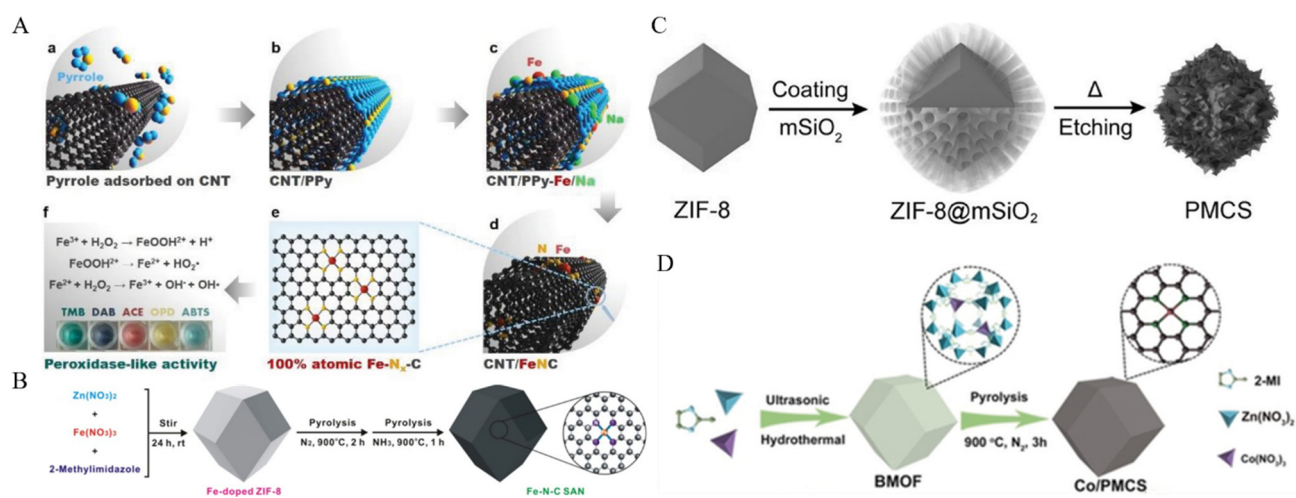 A
a
Pyrrole
Pyrrole adsorbed on CNT
b
CNT/PPy
c
Fe
Na
CNT/PPy-Fe/Na
f
Fe³⁺ + H₂O₂ → FeOOH²⁺ + H⁺
FeOOH²⁺ → Fe²⁺ + HO₂•
Fe²⁺ + H₂O₂ → Fe³⁺ + OH⁻ + OH•
TMB DAB ACE OPD ABTS
Peroxidase-like activity
e
100% atomic Fe-Nₓ-C
d
N Fe
CNT/FeNC
B
Zn(NO₃)₂
+
Fe(NO₃)₃
+
2-Methylimidazole
Stir
24 h, rt
Fe-doped ZIF-8
Pyrolysis
N₂, 900°C, 2 h
Pyrolysis
NH₃, 900°C, 1 h
Fe-N-C SAN
C
ZIF-8
Coating
mSiO₂
ZIF-8@mSiO₂
Δ
Etching
PMCS
D
Ultrasonic
Hydrothermal
BMOF
Pyrolysis
900 °C, N₂, 3h
Co/PMCS
2-MI
Zn(NO₃)₂
Co(NO₃)₃